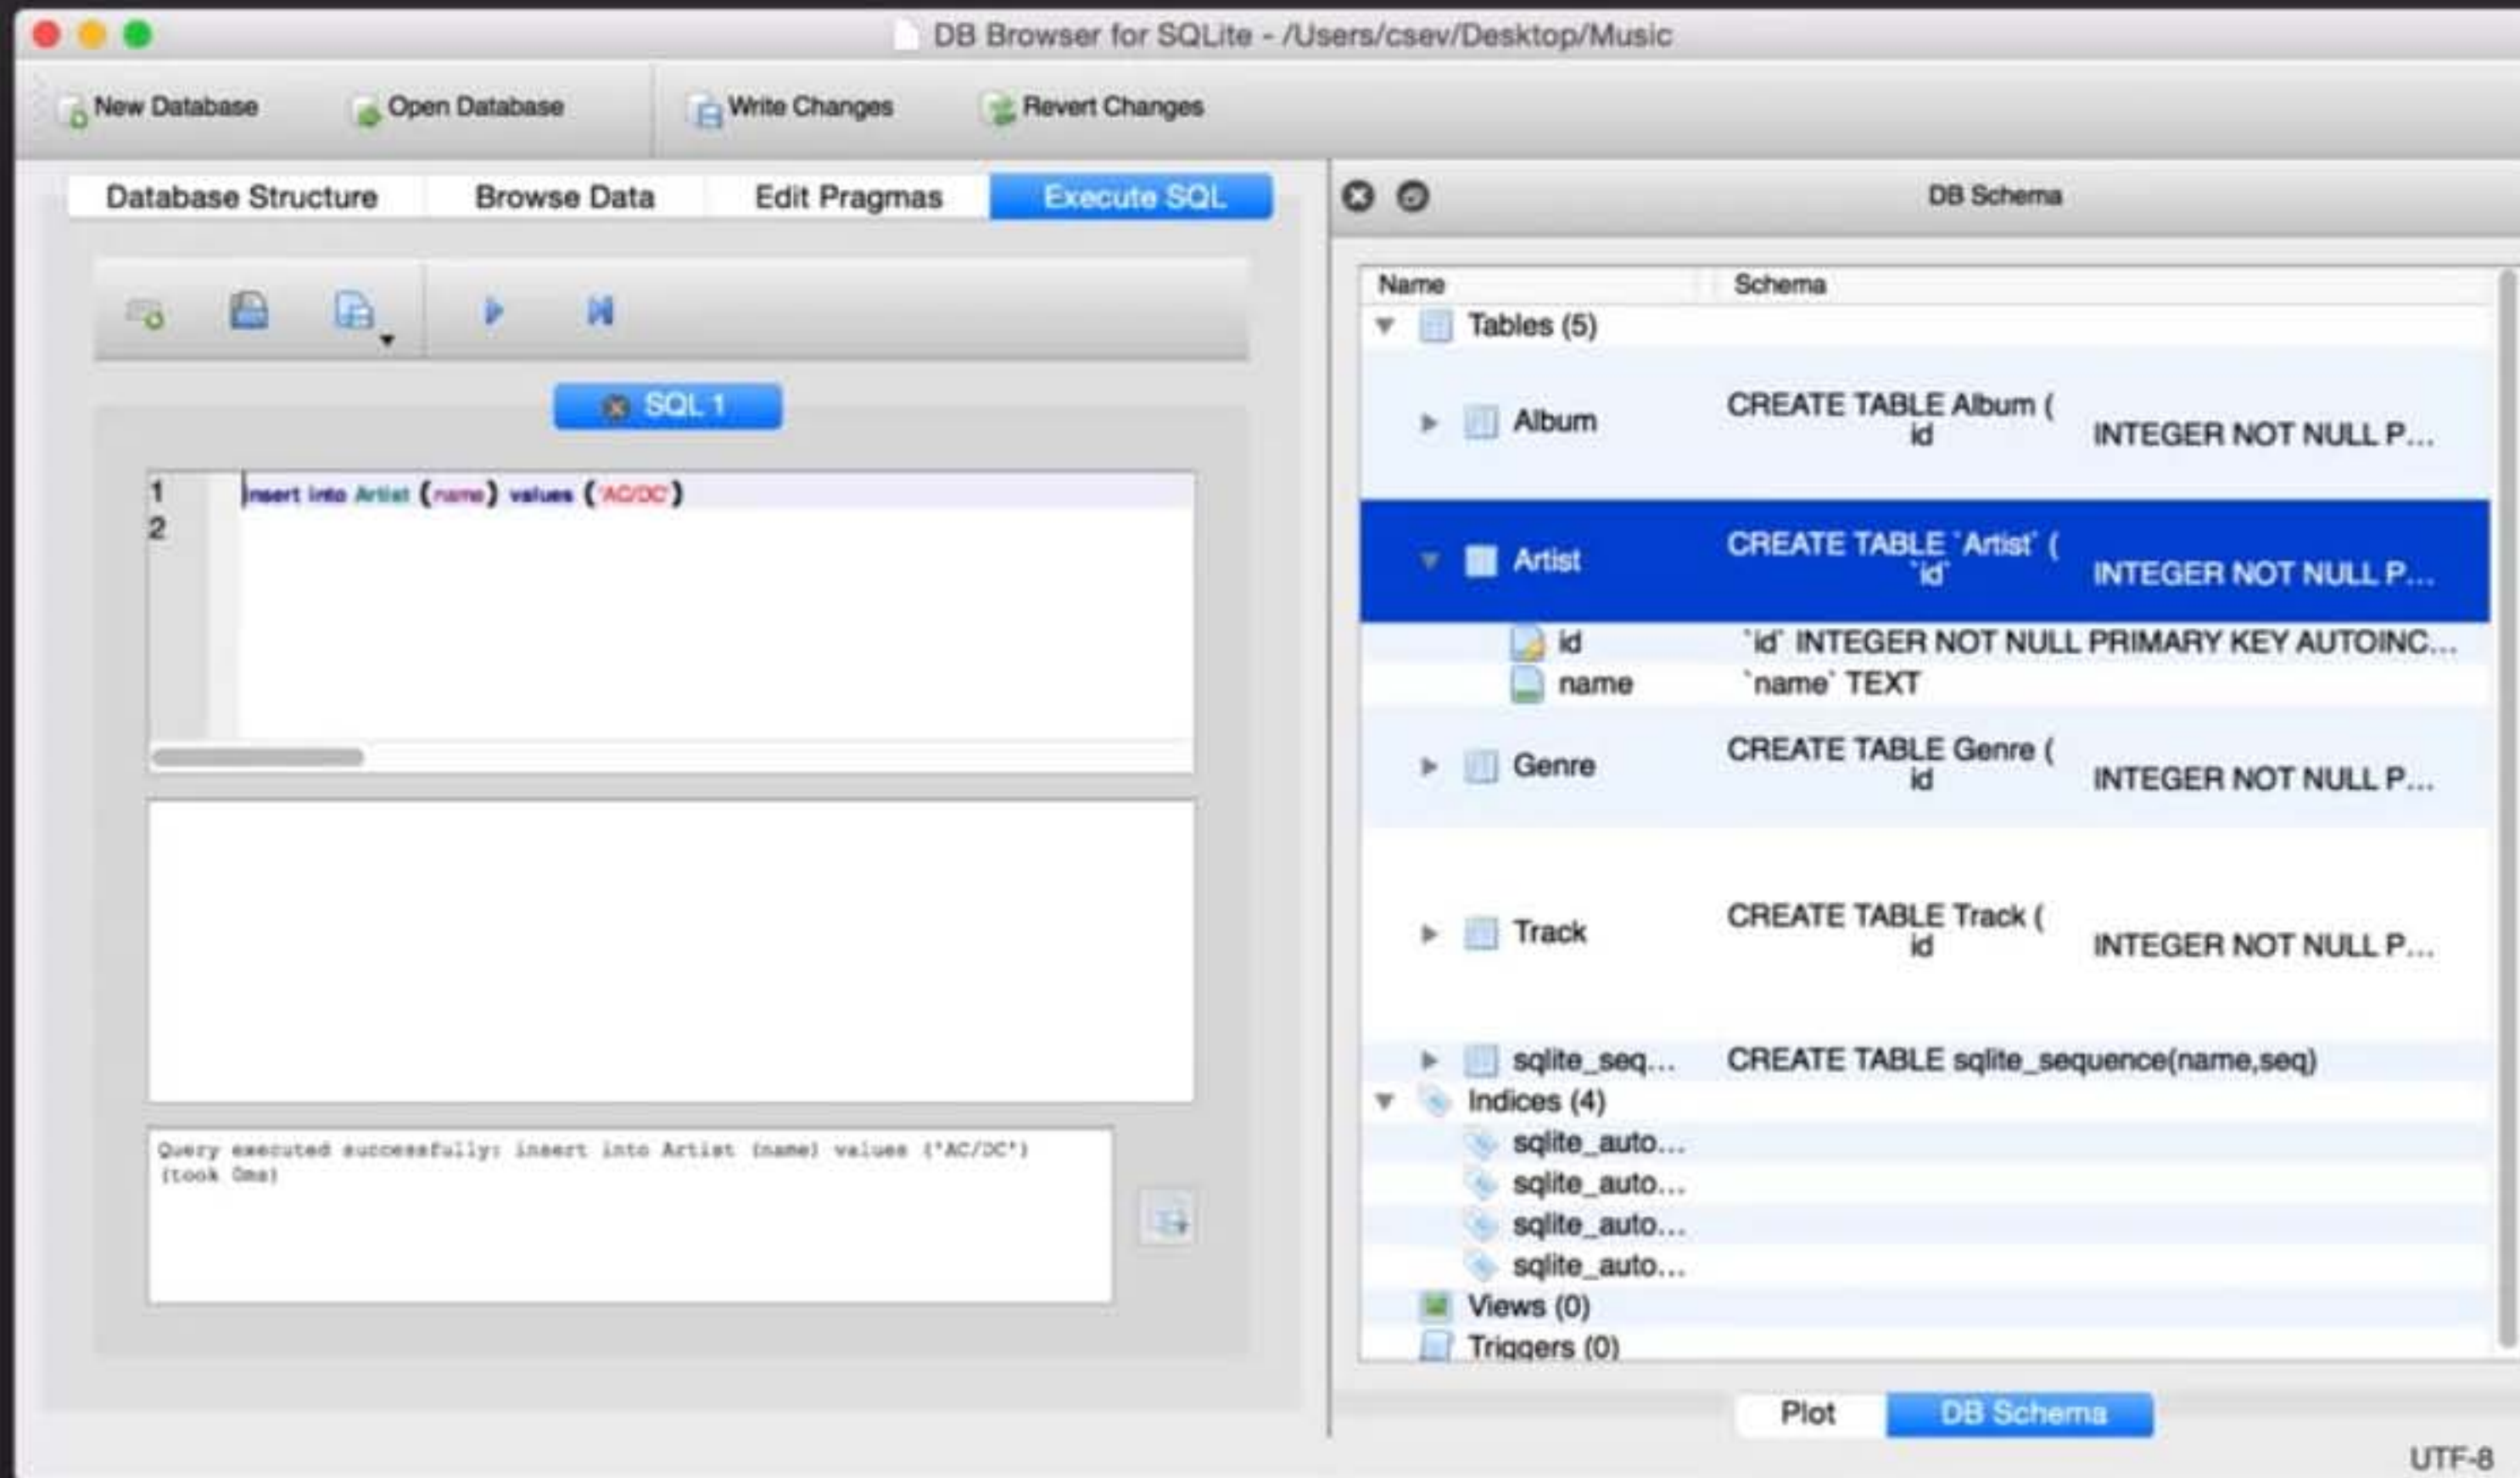 DB Browser for SQLite - /Users/csev/Desktop/Music
New Database Open Database Write Changes Revert Changes
Database Structure Browse Data Edit Pragmas Execute SQL
SQL 1
1 insert into Artist (name) values ('AC/DC')
2
Query executed successfully: insert into Artist (name) values ('AC/DC')
(took 0ms)
DB Schema
Name Schema
Tables (5)
Album CREATE TABLE Album (
id INTEGER NOT NULL P...
Artist CREATE TABLE `Artist` (
`id` INTEGER NOT NULL P...
id `id` INTEGER NOT NULL PRIMARY KEY AUTOINC...
name `name` TEXT
Genre CREATE TABLE Genre (
id INTEGER NOT NULL P...
Track CREATE TABLE Track (
id INTEGER NOT NULL P...
sqlite_seq... CREATE TABLE sqlite_sequence(name,seq)
Indices (4)
sqlite_auto...
sqlite_auto...
sqlite_auto...
sqlite_auto...
Views (0)
Triggers (0)
Plot DB Schema
UTF-8